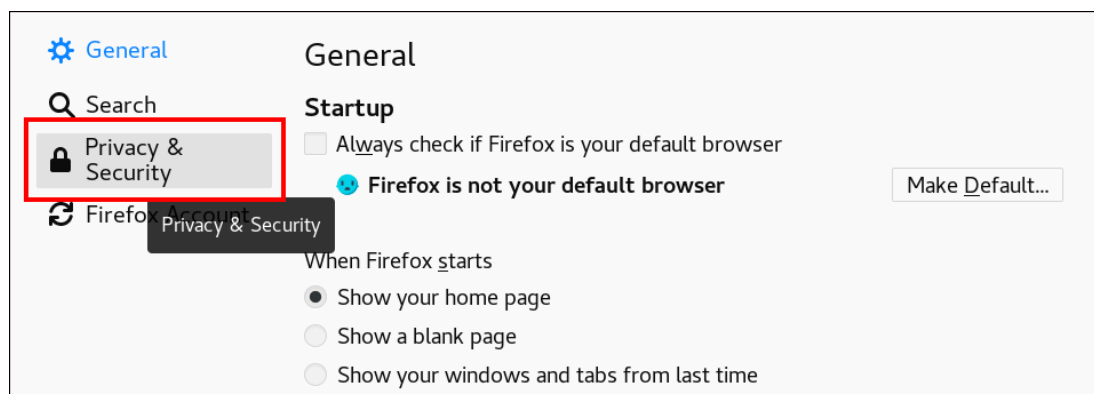 General
Search
Privacy &
Security
Firefox Account
Privacy & Security
General
Startup
Always check if Firefox is your default browser
Firefox is not your default browser
Make Default...
When Firefox starts
Show your home page
Show a blank page
Show your windows and tabs from last time